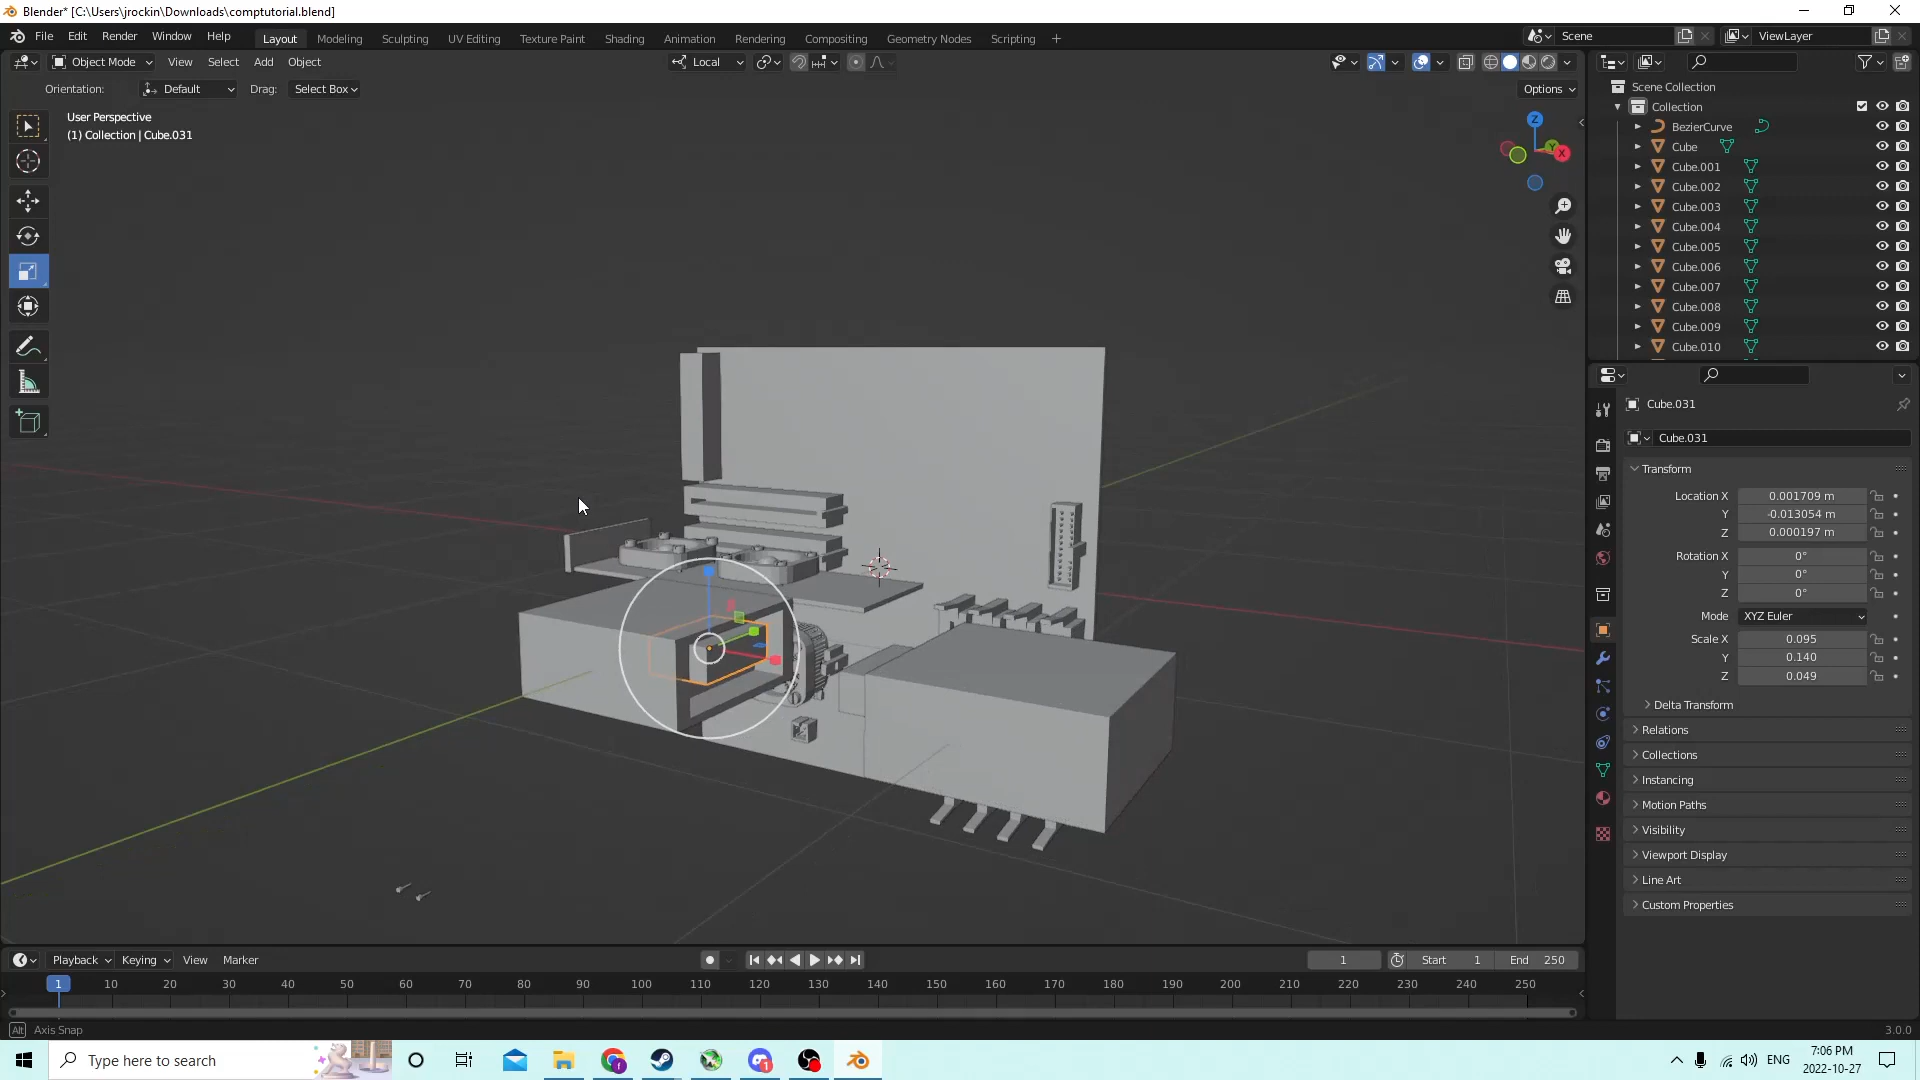 Blender* [C:\Users\jrockin\Downloads\comptutorial.blend]
File Edit Render Window Help Layout Modeling Sculpting UV Editing Texture Paint Shading Animation Rendering Compositing Geometry Nodes Scripting + Scene ViewLayer
Object Mode View Select Add Object Local
Orientation: Default Drag: Select Box Options
User Perspective
(1) Collection | Cube.031
Z
Y
X
Scene Collection
Collection
BezierCurve
Cube
Cube.001
Cube.002
Cube.003
Cube.004
Cube.005
Cube.006
Cube.007
Cube.008
Cube.009
Cube.010
Cube.031
Cube.031
Transform
Location X 0.001709 m
Y -0.013054 m
Z 0.000197 m
Rotation X 0°
Y 0°
Z 0°
Mode XYZ Euler
Scale X 0.095
Y 0.140
Z 0.049
Delta Transform
Relations
Collections
Instancing
Motion Paths
Visibility
Viewport Display
Line Art
Custom Properties
Playback Keying View Marker 1 Start 1 End 250
1 10 20 30 40 50 60 70 80 90 100 110 120 130 140 150 160 170 180 190 200 210 220 230 240 250
Alt Axis Snap 3.0.0
Type here to search
ENG
7:06 PM
2022-10-27